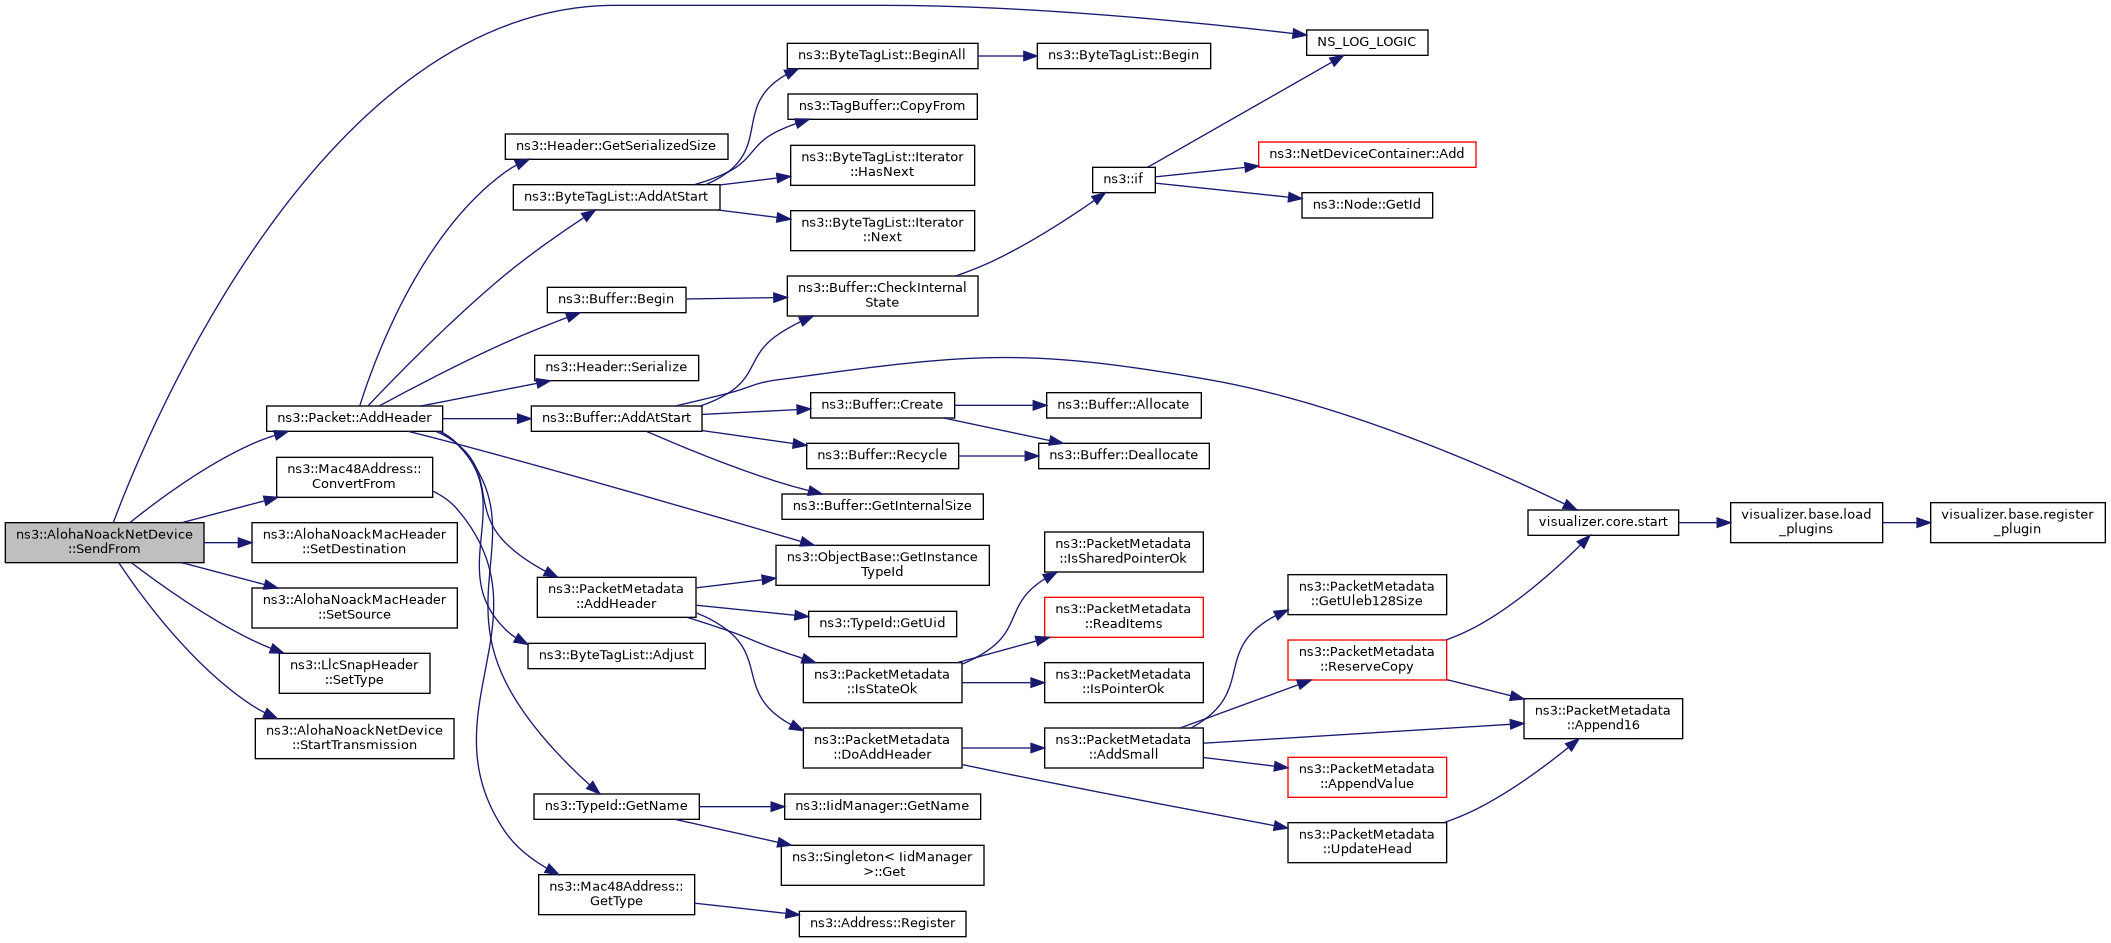 ns3::AlohaNoackNetDevice
::SendFrom
NS_LOG_LOGIC
ns3::Packet::AddHeader
ns3::Mac48Address::
ConvertFrom
ns3::AlohaNoackMacHeader
::SetDestination
ns3::AlohaNoackMacHeader
::SetSource
ns3::LlcSnapHeader
::SetType
ns3::AlohaNoackNetDevice
::StartTransmission
ns3::Header::GetSerializedSize
ns3::ByteTagList::AddAtStart
ns3::Buffer::Begin
ns3::Header::Serialize
ns3::Buffer::AddAtStart
ns3::PacketMetadata
::AddHeader
ns3::ByteTagList::Adjust
ns3::TypeId::GetName
ns3::Mac48Address::
GetType
ns3::ByteTagList::BeginAll
ns3::TagBuffer::CopyFrom
ns3::ByteTagList::Iterator
::HasNext
ns3::ByteTagList::Iterator
::Next
ns3::Buffer::CheckInternal
State
ns3::Buffer::Create
ns3::Buffer::Recycle
ns3::Buffer::GetInternalSize
ns3::ObjectBase::GetInstance
TypeId
ns3::TypeId::GetUid
ns3::PacketMetadata
::IsStateOk
ns3::PacketMetadata
::DoAddHeader
ns3::IidManager::GetName
ns3::Singleton< IidManager
>::Get
ns3::Address::Register
ns3::ByteTagList::Begin
ns3::if
ns3::Buffer::Allocate
ns3::Buffer::Deallocate
ns3::PacketMetadata
::IsSharedPointerOk
ns3::PacketMetadata
::ReadItems
ns3::PacketMetadata
::IsPointerOk
ns3::PacketMetadata
::AddSmall
ns3::NetDeviceContainer::Add
ns3::Node::GetId
ns3::PacketMetadata
::GetUleb128Size
ns3::PacketMetadata
::ReserveCopy
ns3::PacketMetadata
::AppendValue
ns3::PacketMetadata
::UpdateHead
visualizer.core.start
ns3::PacketMetadata
::Append16
visualizer.base.load
_plugins
visualizer.base.register
_plugin